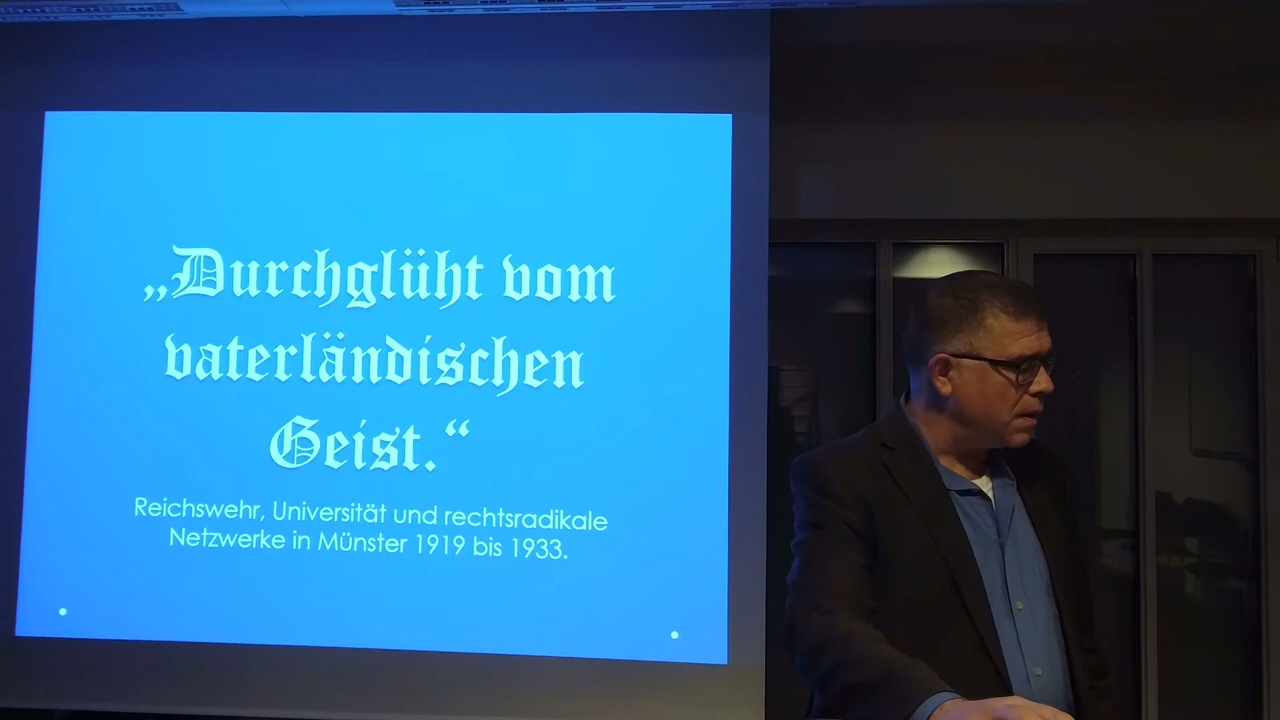 „Durchglüht vom
vaterländischen
Geist.“
Reichswehr, Universität und rechtsradikale
Netzwerke in Münster 1919 bis 1933.